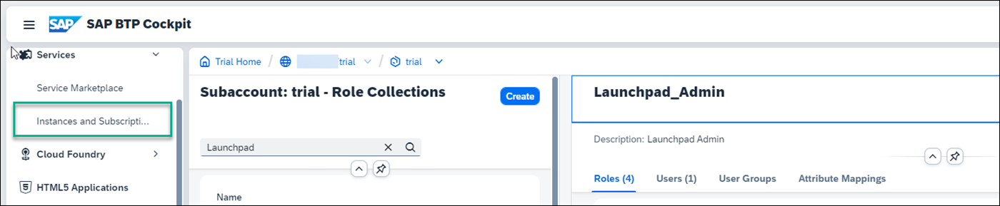 SAP SAP BTP Cockpit
Services
Service Marketplace
Instances and Subscripti...
Cloud Foundry
HTML5 Applications
Trial Home / trial / trial
Subaccount: trial - Role Collections
Create
Launchpad
Name
Launchpad_Admin
Description: Launchpad Admin
Roles (4) Users (1) User Groups Attribute Mappings